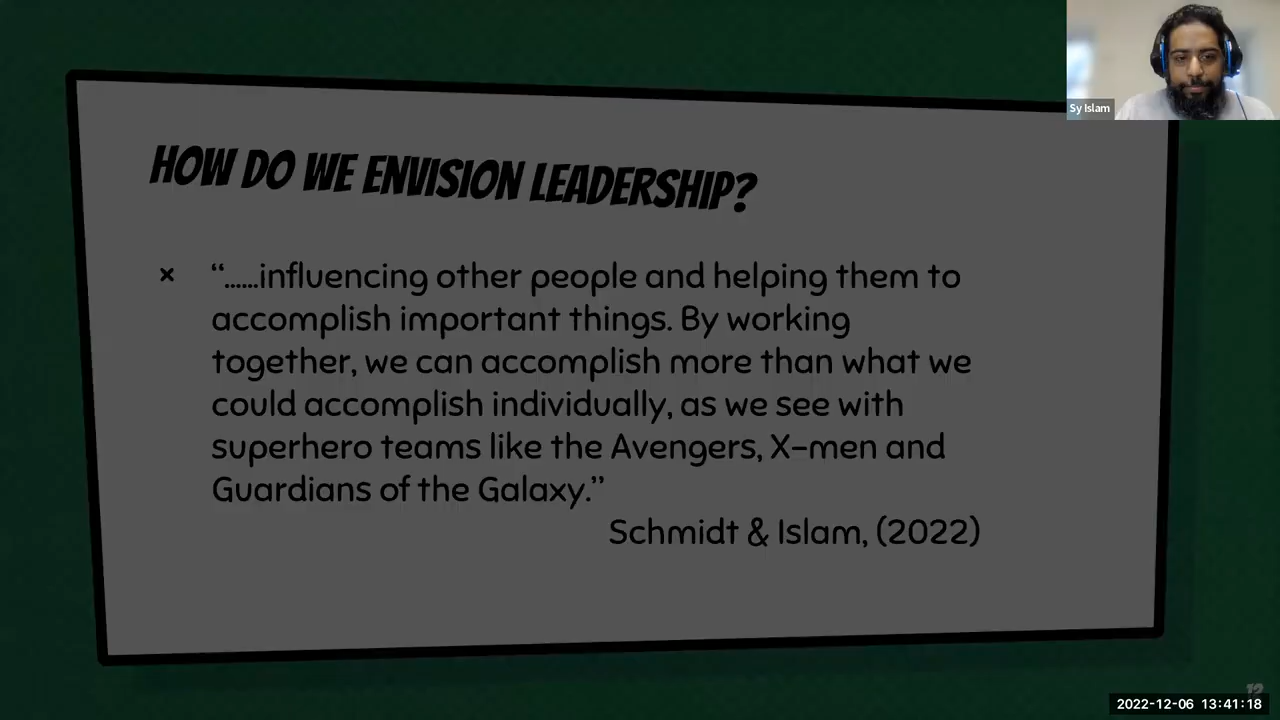 Sy Islam
HOW DO WE ENVISION LEADERSHIP?
× “......influencing other people and helping them to
accomplish important things. By working
together, we can accomplish more than what we
could accomplish individually, as we see with
superhero teams like the Avengers, X-men and
Guardians of the Galaxy.”
Schmidt & Islam, (2022)
12
2022-12-06 13:41:18